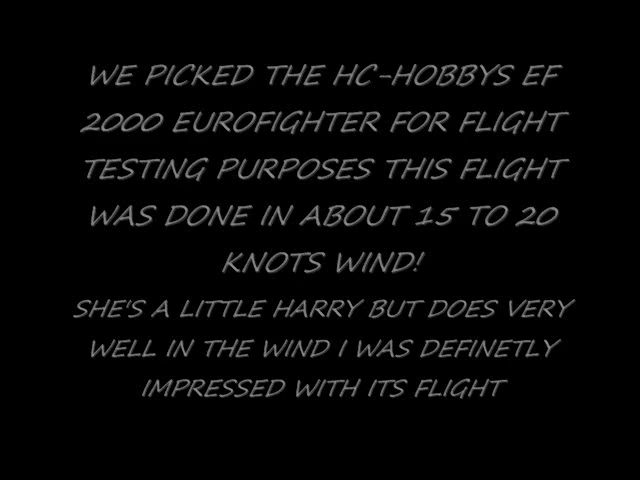 WE PICKED THE HC-HOBBYS EF
2000 EUROFIGHTER FOR FLIGHT
TESTING PURPOSES THIS FLIGHT
WAS DONE IN ABOUT 15 TO 20
KNOTS WIND!
SHE'S A LITTLE HARRY BUT DOES VERY
WELL IN THE WIND I WAS DEFINETLY
IMPRESSED WITH ITS FLIGHT